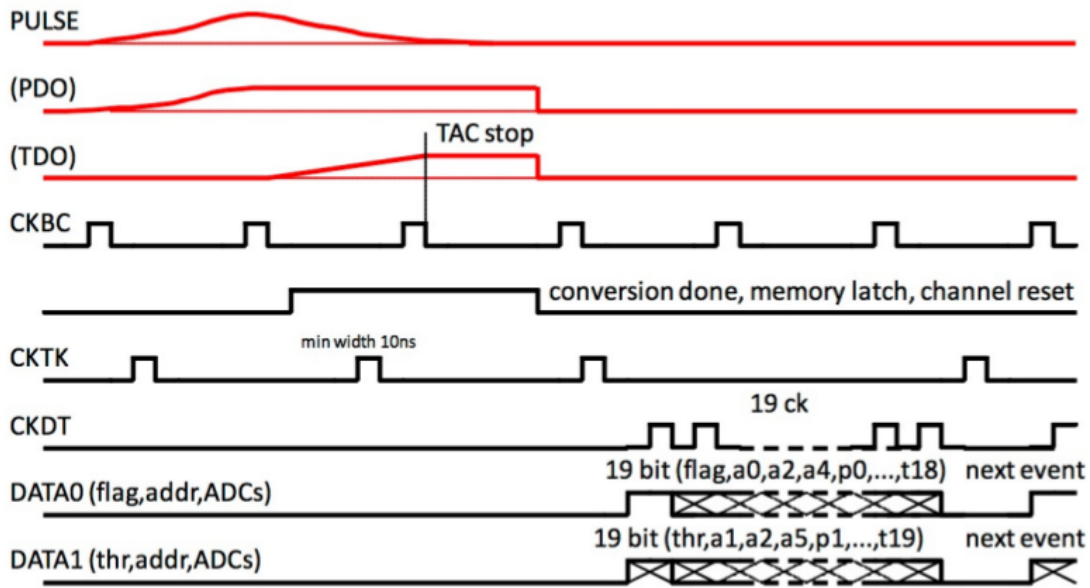 PULSE
(PDO)
TAC stop
(TDO)
CKBC
conversion done, memory latch, channel reset
min width 10ns
CKTK
19 ck
CKDT
19 bit (flag,a0,a2,a4,p0,...,t18) next event
DATA0 (flag,addr,ADCs)
19 bit (thr,a1,a2,a5,p1,...,t19) next event
DATA1 (thr,addr,ADCs)